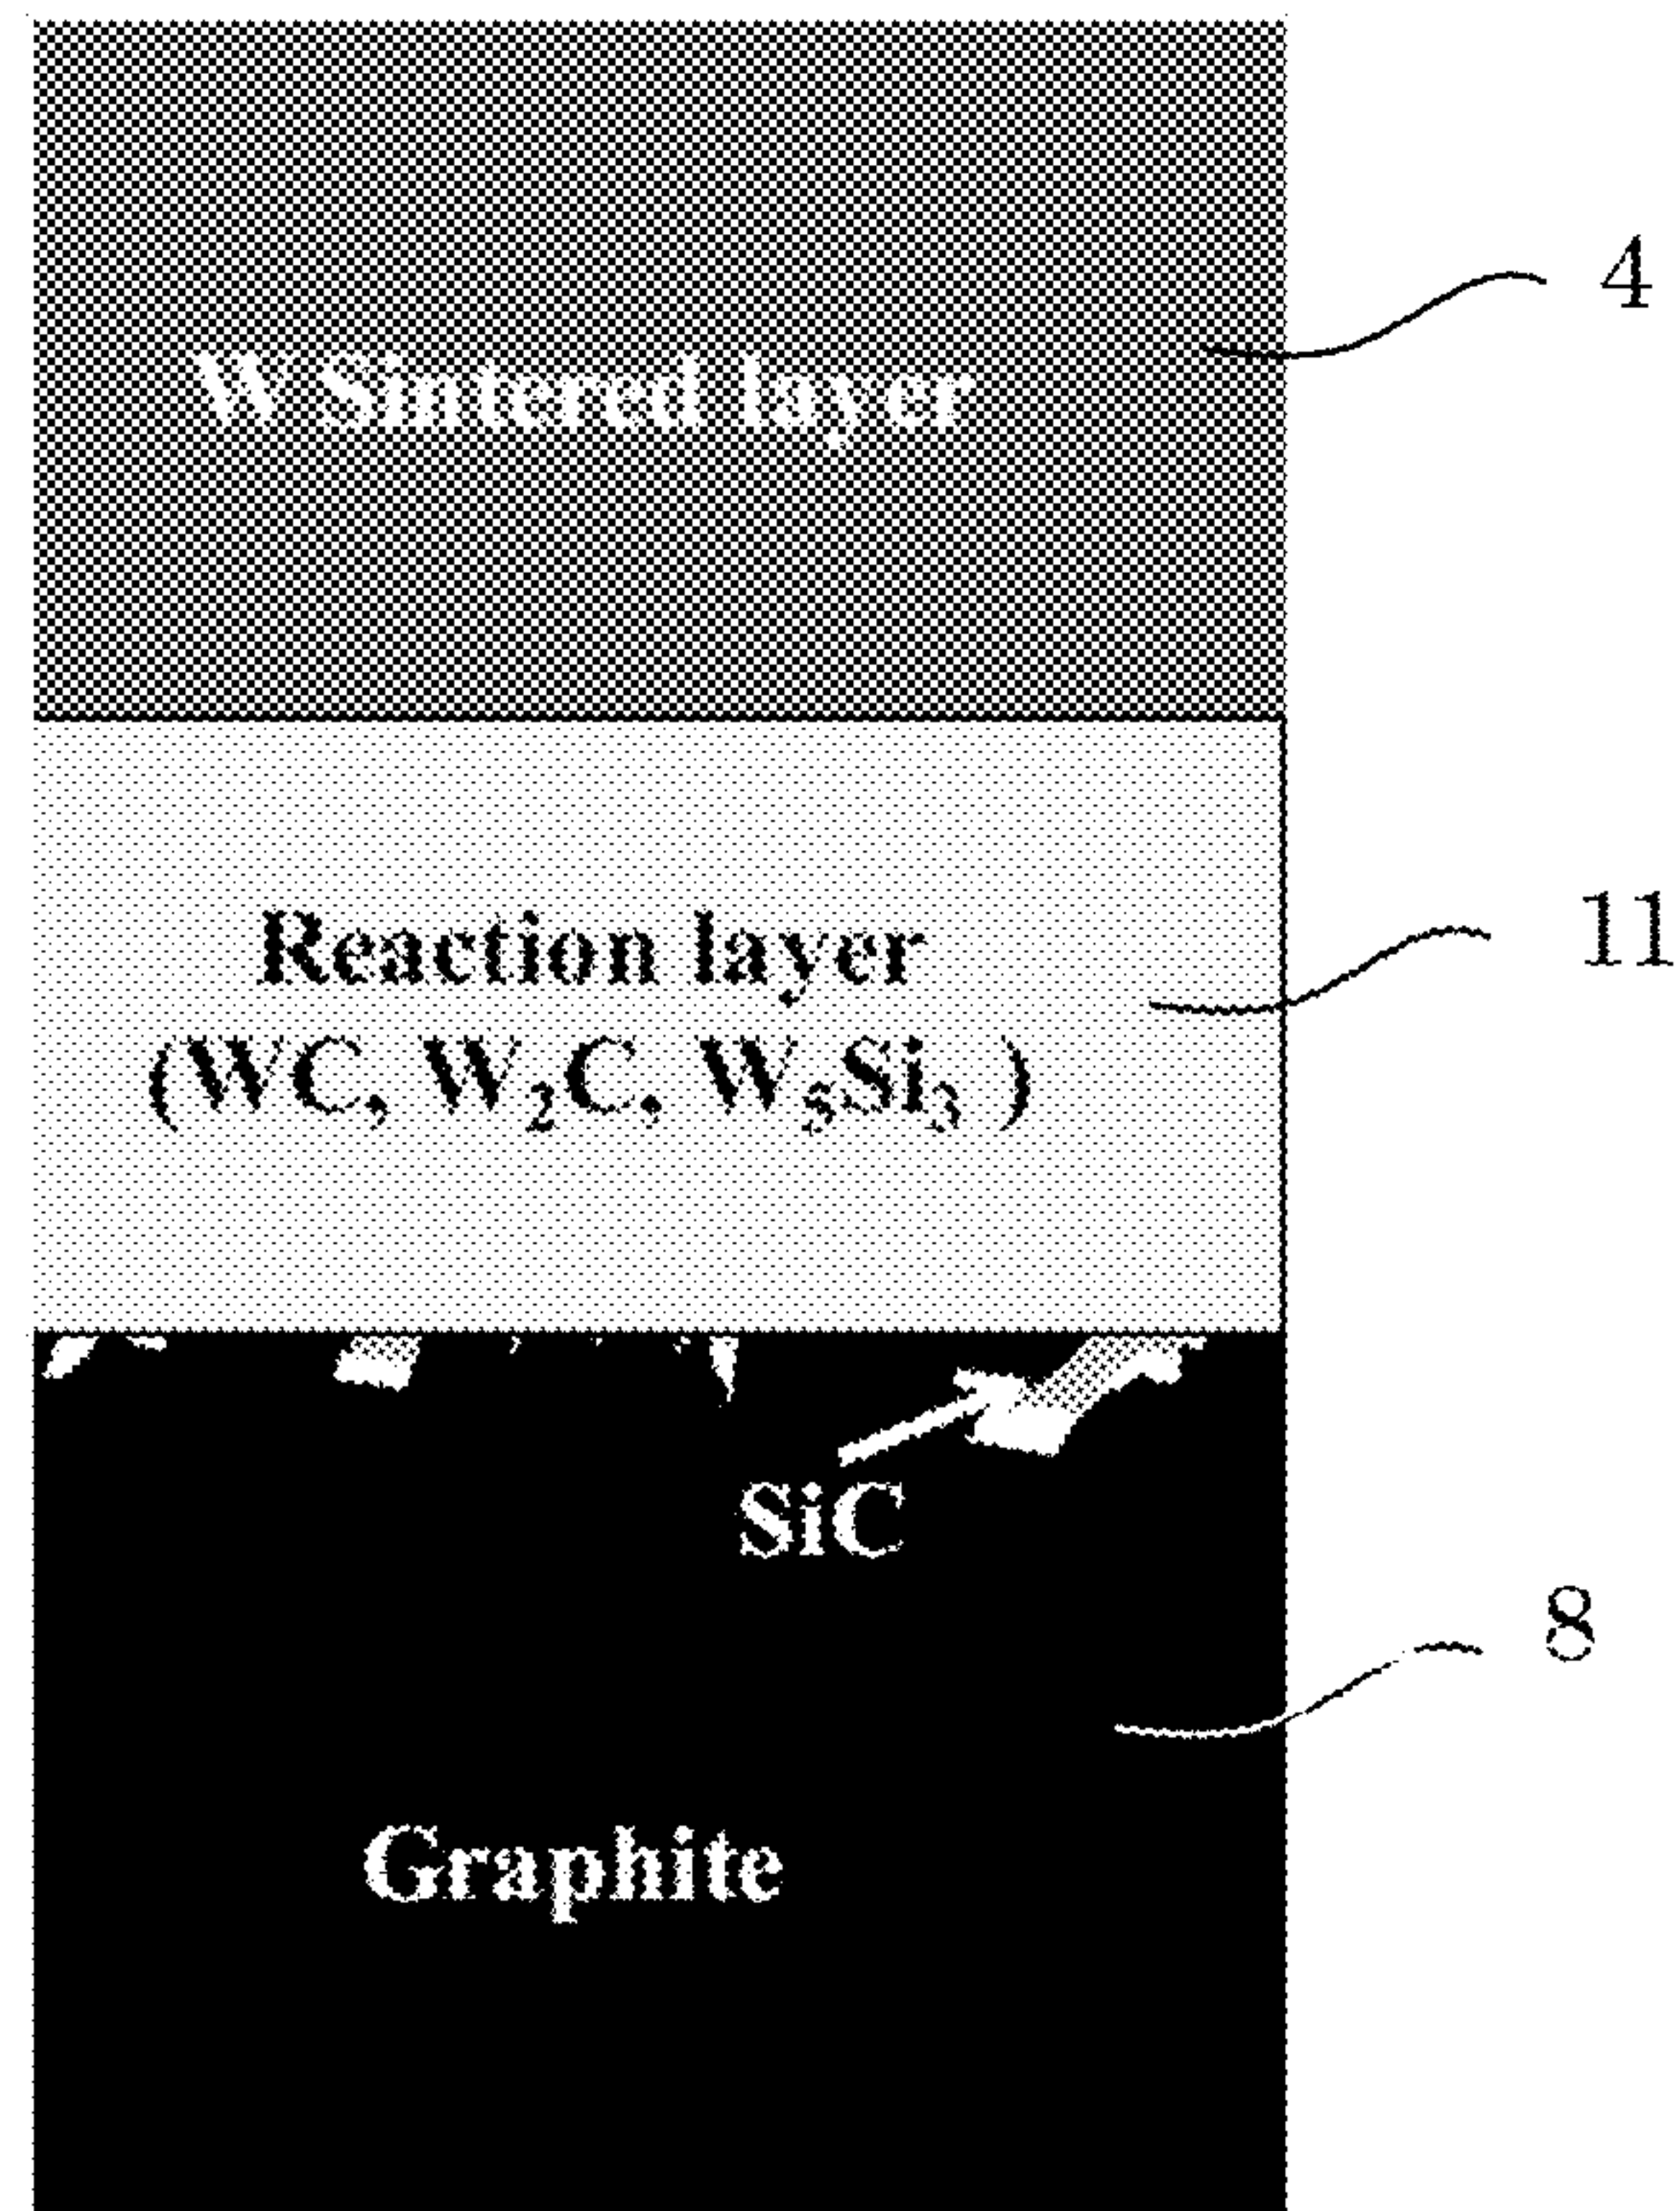 4
W Sintered layer
11
Reaction layer
(WC, W₂C, W₅Si₃ )
SiC
8
Graphite